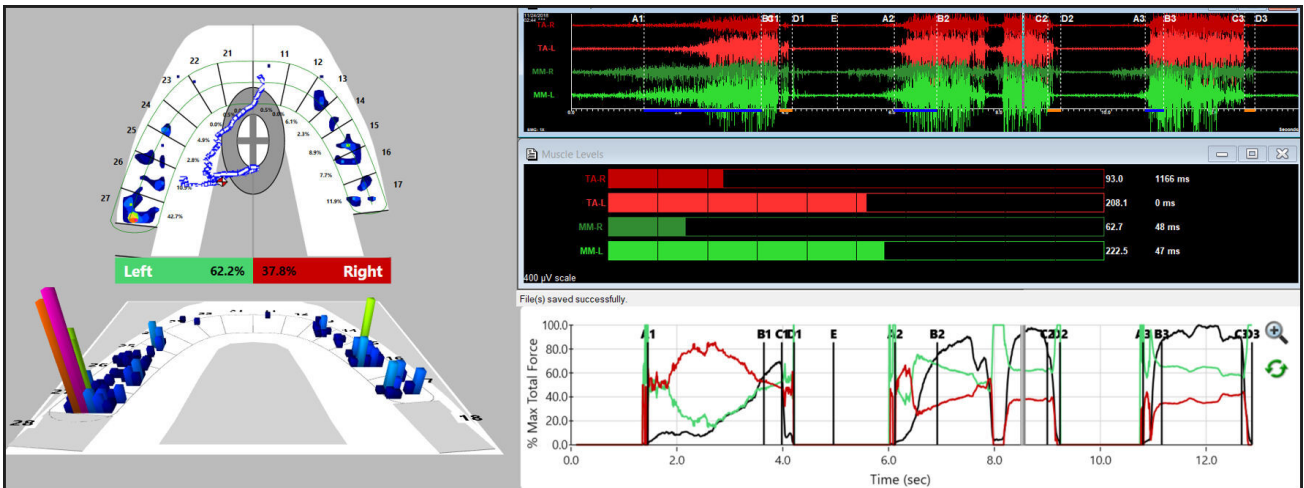 21 11
22 12
23 13
24 14
25 15
26 16
27 17
0.5%
0.0%
0.0%
6.1%
4.9%
2.3%
2.8%
8.9%
10.9%
7.7%
42.7%
11.9%
Left 62.2% 37.8% Right
28
18
11/24/2018
TA-R
TA-L
MM-R
MM-L
A1 B1 C1 D1 E A2 B2 C2 D2 A3 B3 C3 D3
Seconds
Muscle Levels
TA-R 93.0 1166 ms
TA-L 208.1 0 ms
MM-R 62.7 48 ms
MM-L 222.5 47 ms
400 µV scale
File(s) saved successfully.
% Max Total Force
100.0
80.0
60.0
40.0
20.0
0.0
A1 B1 C1 D1 E A2 B2 C2 D2 A3 B3 C3 D3
0.0 2.0 4.0 6.0 8.0 10.0 12.0
Time (sec)